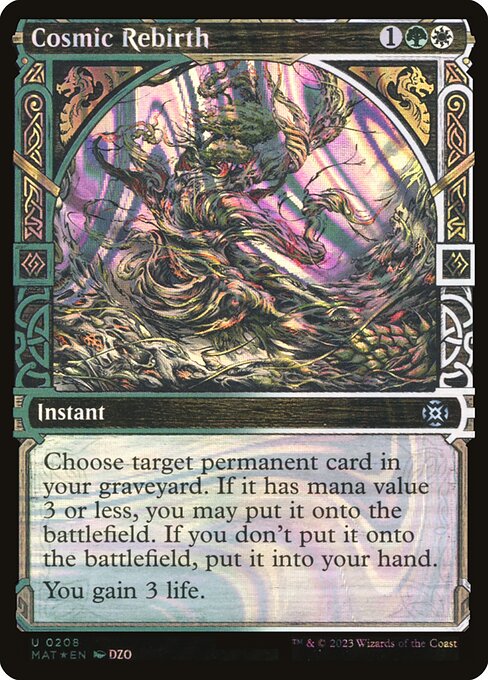 Cosmic Rebirth 1
Instant
Choose target permanent card in
your graveyard. If it has mana value
3 or less, you may put it onto the
battlefield. If you don't put it onto
the battlefield, put it into your hand.
You gain 3 life.
U 0208
MAT★EN DZO
™ & © 2023 Wizards of the Coast